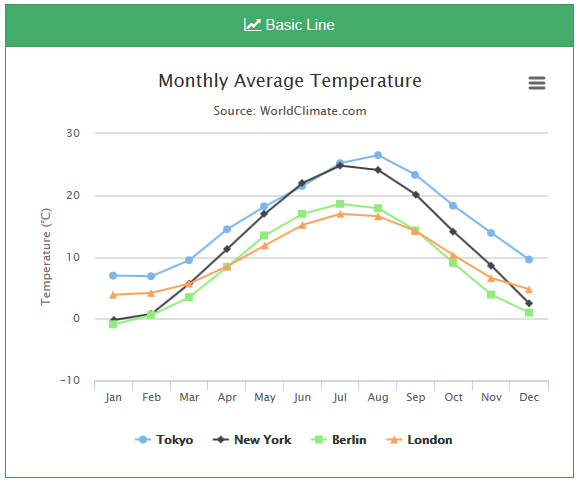 Basic Line
Monthly Average Temperature
Source: WorldClimate.com
Temperature (°C)
30
20
10
0
−10
Jan Feb Mar Apr May Jun Jul Aug Sep Oct Nov Dec
Tokyo New York Berlin London